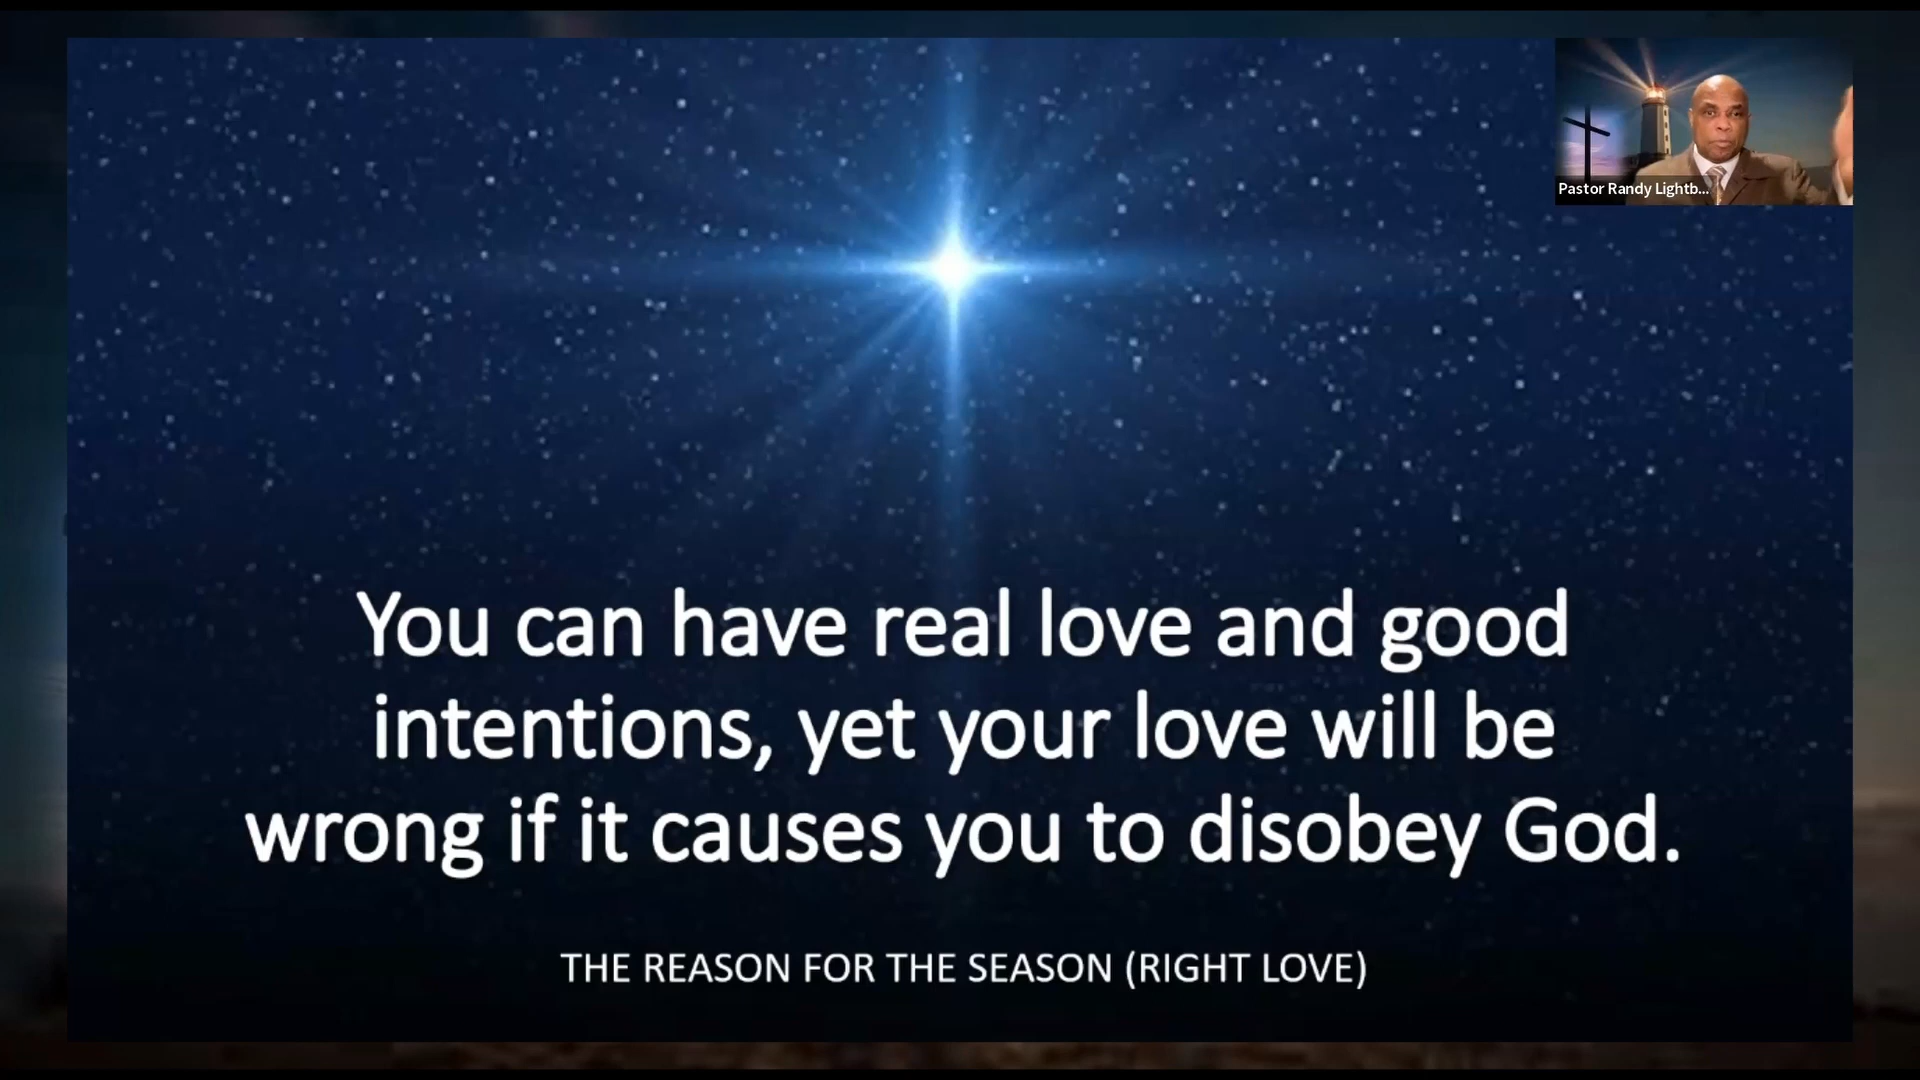 Pastor Randy Lightb...
You can have real love and good
intentions, yet your love will be
wrong if it causes you to disobey God.
THE REASON FOR THE SEASON (RIGHT LOVE)